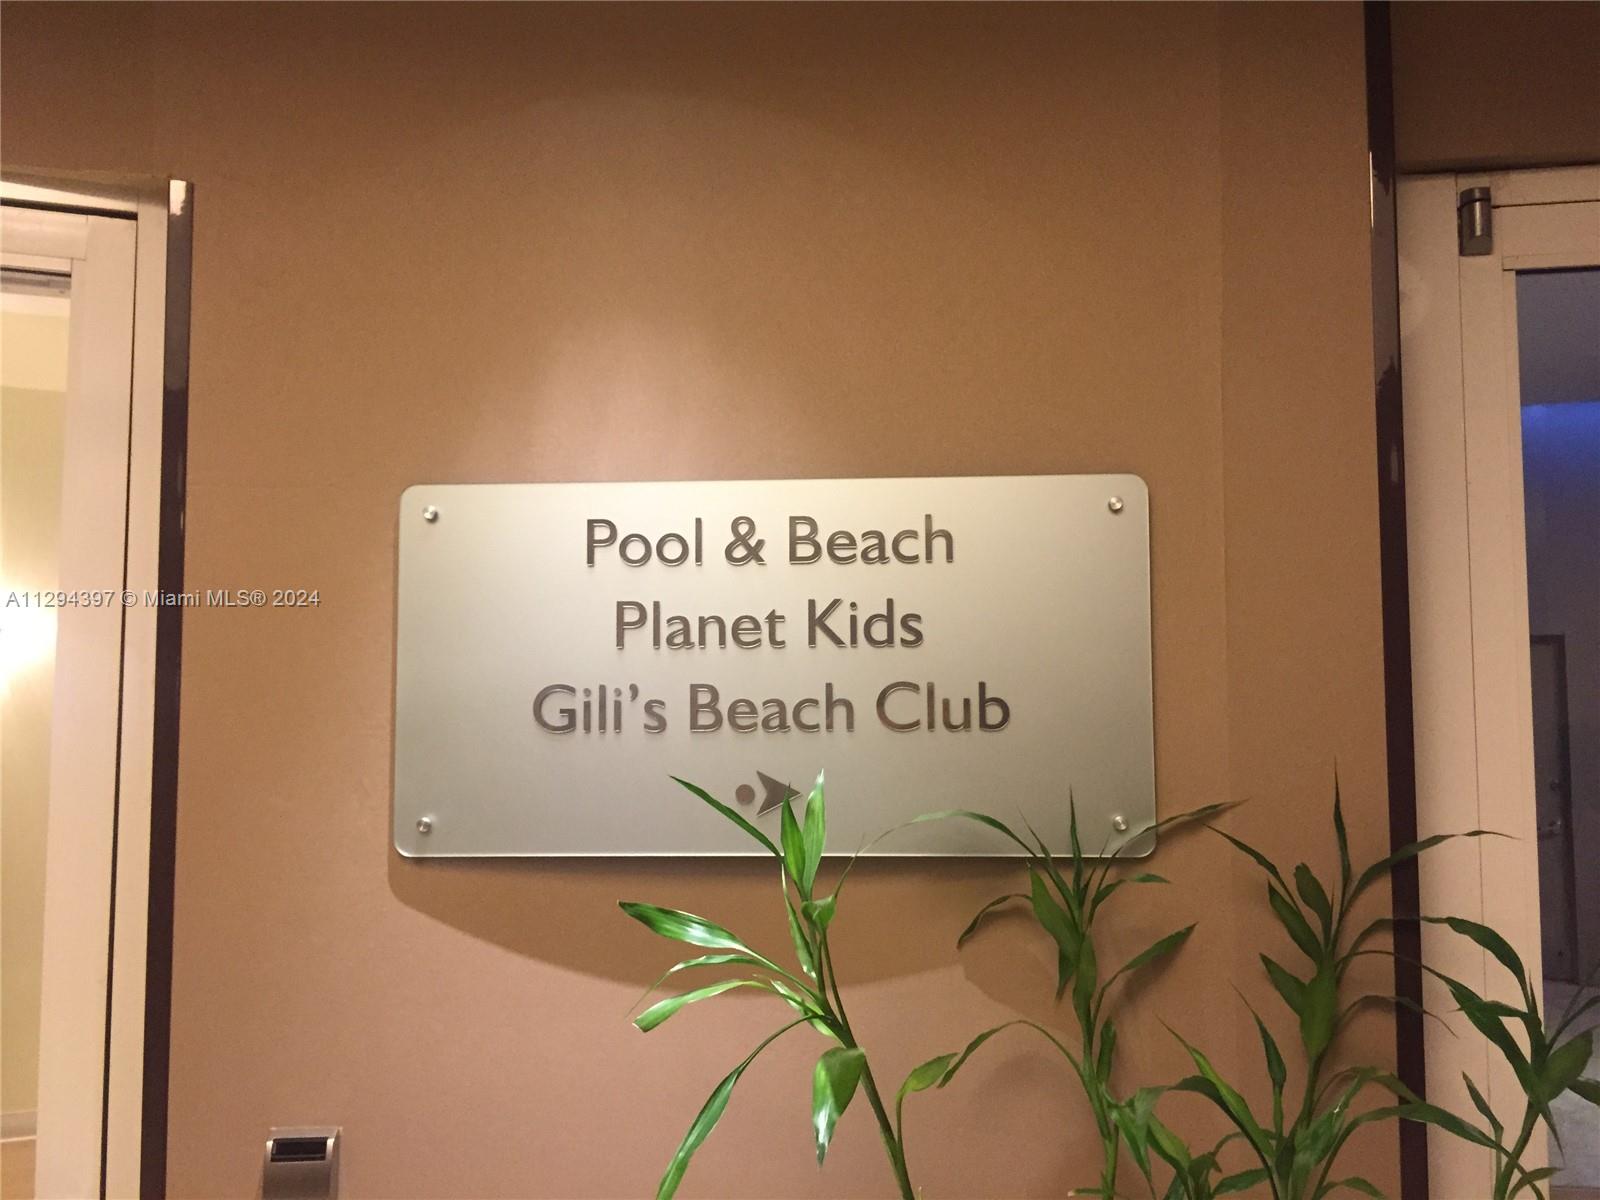 Pool & Beach
Planet Kids
Gili's Beach Club
A11294397 © Miami MLS® 2024